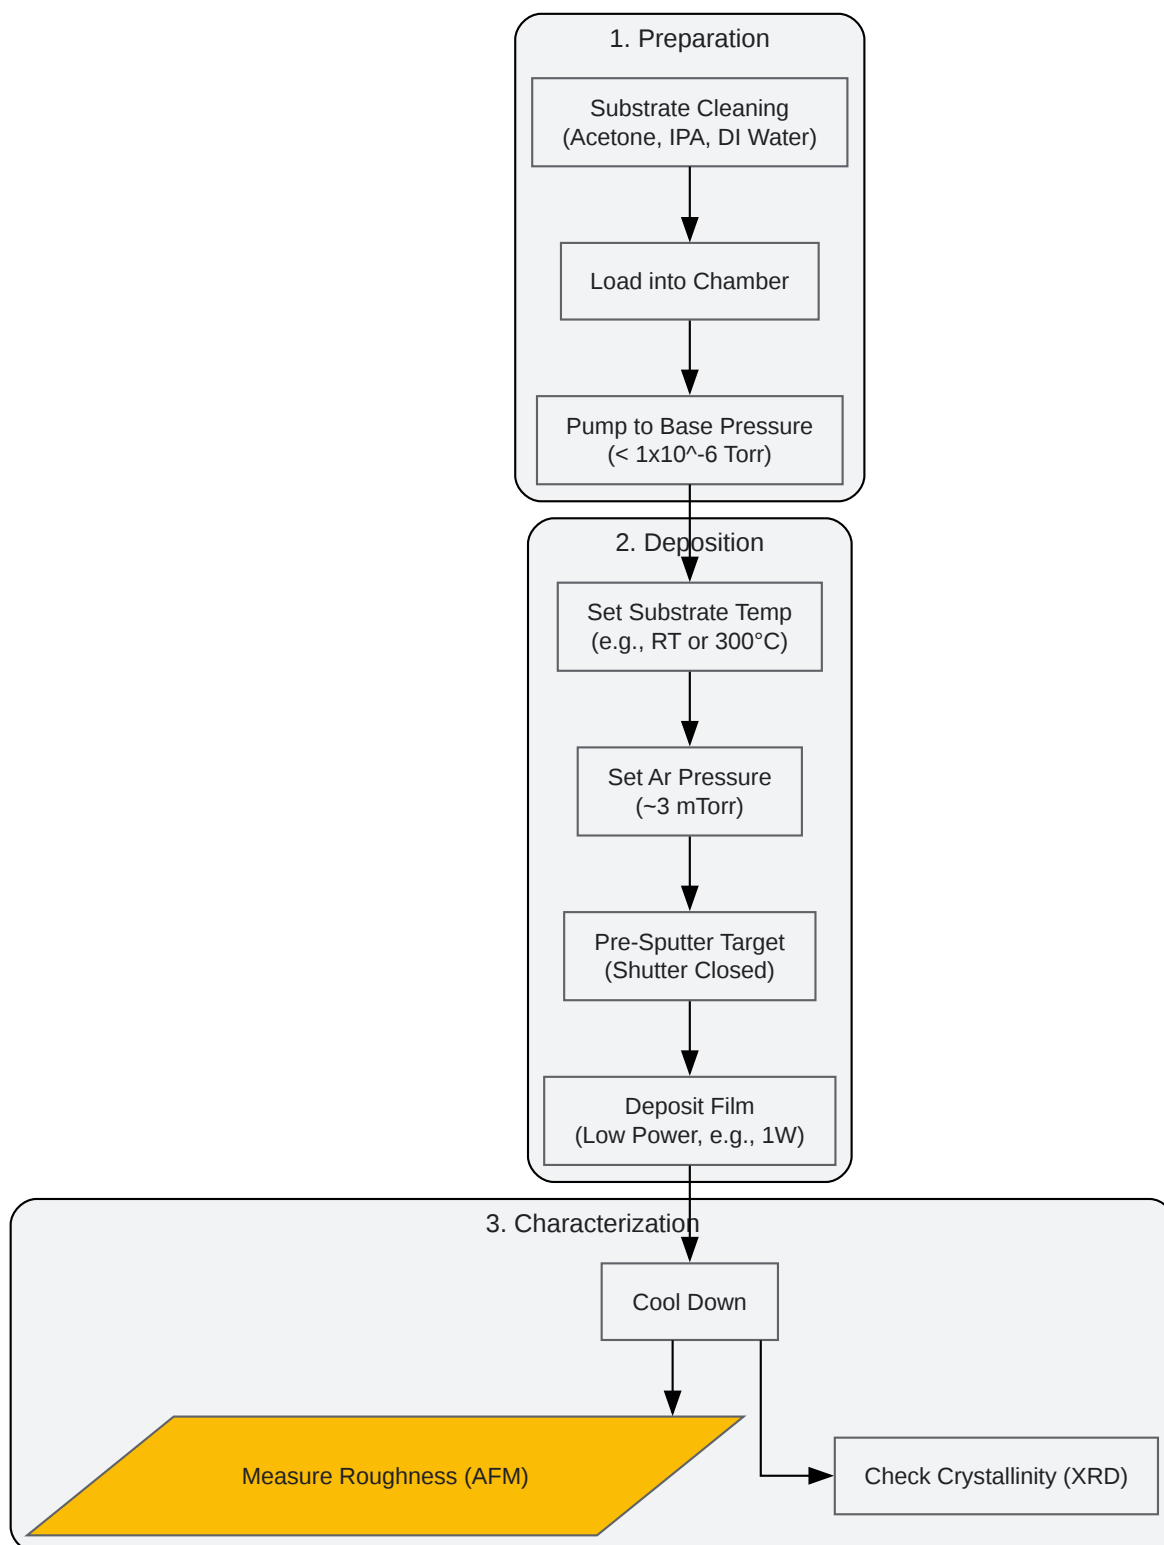 1. Preparation
Substrate Cleaning
(Acetone, IPA, DI Water)
Load into Chamber
Pump to Base Pressure
(< 1x10^-6 Torr)
2. Deposition
Set Substrate Temp
(e.g., RT or 300°C)
Set Ar Pressure
(~3 mTorr)
Pre-Sputter Target
(Shutter Closed)
Deposit Film
(Low Power, e.g., 1W)
3. Characterization
Cool Down
Measure Roughness (AFM)
Check Crystallinity (XRD)